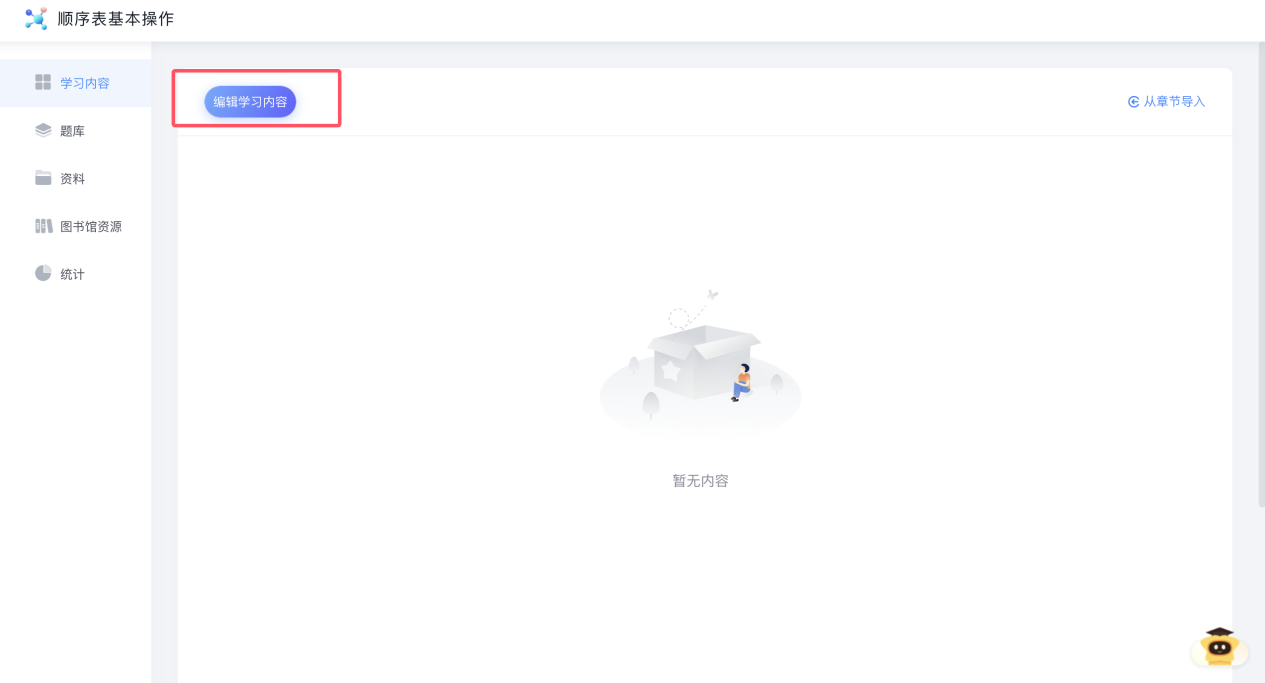 顺序表基本操作
学习内容
题库
资料
图书馆资源
统计
编辑学习内容
从章节导入
暂无内容